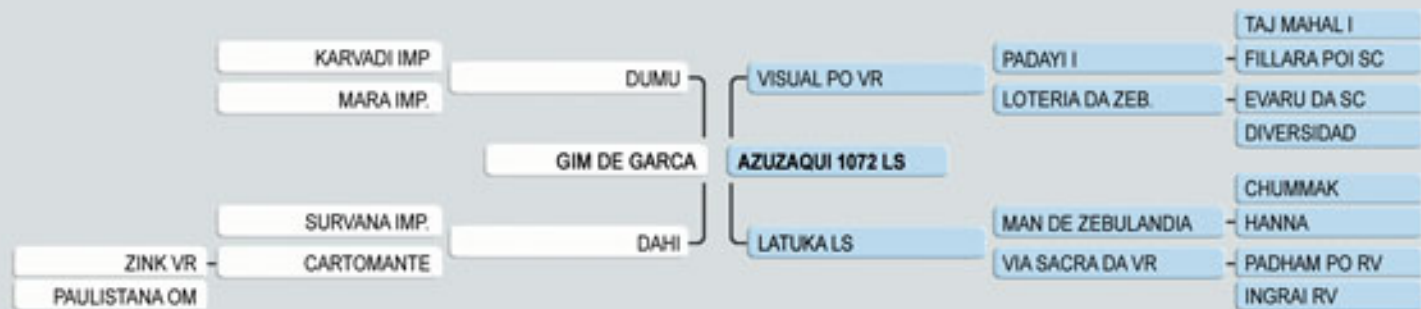 TAJ MAHAL I
KARVADI IMP
PADAYI I
FILLARA POI SC
DUMU
VISUAL PO VR
MARA IMP.
LOTERIA DA ZEB.
EVARU DA SC
DIVERSIDAD
GIM DE GARCA
AZUZAQUI 1072 LS
CHUMMAK
SURVANA IMP.
MAN DE ZEBULANDIA
HANNA
DAHI
LATUKA LS
ZINK VR
CARTOMANTE
VIA SACRA DA VR
PADHAM PO RV
PAULISTANA OM
INGRAI RV